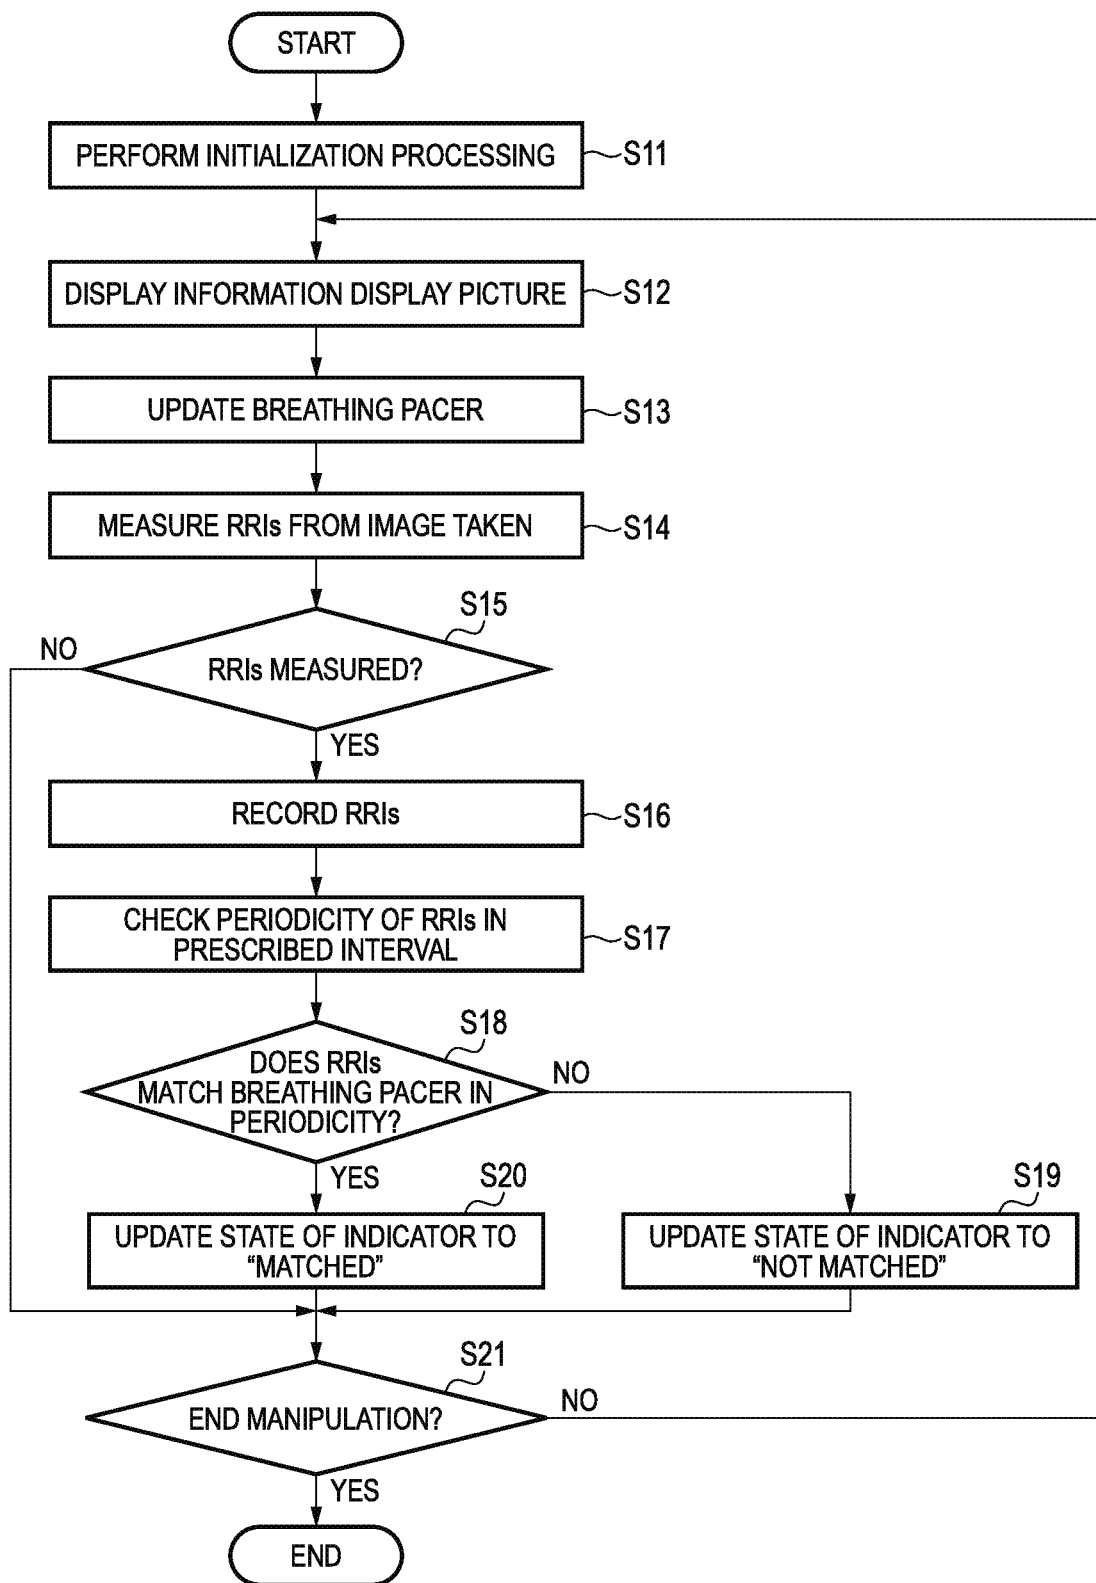 START
PERFORM INITIALIZATION PROCESSING
S11
DISPLAY INFORMATION DISPLAY PICTURE
S12
UPDATE BREATHING PACER
S13
MEASURE RRIs FROM IMAGE TAKEN
S14
S15
NO
RRIs MEASURED?
YES
RECORD RRIs
S16
CHECK PERIODICITY OF RRIs IN
PRESCRIBED INTERVAL
S17
S18
DOES RRIs
MATCH BREATHING PACER IN
PERIODICITY?
NO
YES
S20
UPDATE STATE OF INDICATOR TO
“MATCHED”
S19
UPDATE STATE OF INDICATOR TO
“NOT MATCHED”
S21
END MANIPULATION?
NO
YES
END